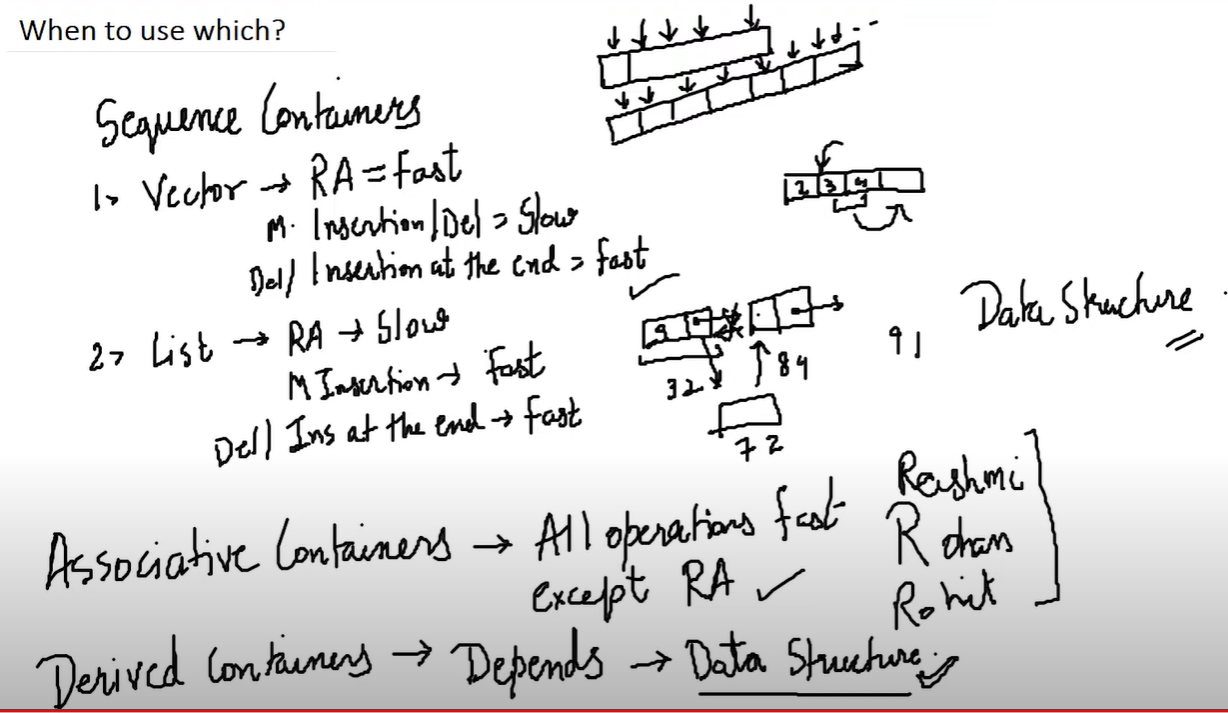 When to use which?
Sequence Containers
1> Vector → RA = Fast
M. Insertion/Del = Slow
Del/ Insertion at the end = fast
2> List → RA → Slow
M Insertion → Fast
Del/ Ins at the end → fast
2 3 4
9
32
84
72
91
Data Structure
Associative Containers → All operations fast
except RA
Rashmi
Rohan
Rohit
Derived Containers → Depends → Data Structure